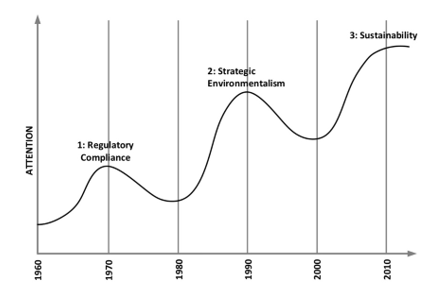 3: Sustainability
2: Strategic
Environmentalism
1: Regulatory
Compliance
ATTENTION
1960
1970
1980
1990
2000
2010